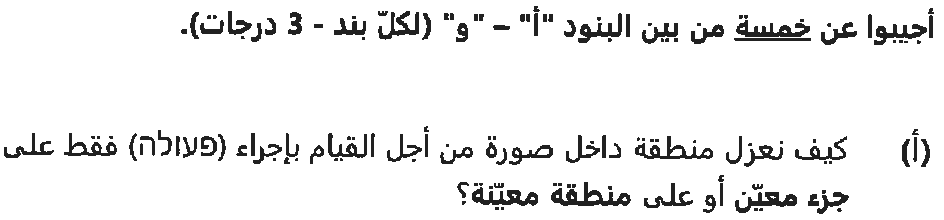 أجيبوا عن خمسة من بين البنود "أ" – "و" (لكلّ بند - 3 درجات).
(أ) كيف نعزل منطقة داخل صورة من أجل القيام بإجراء (פעולה) فقط على
جزء معيّن أو على منطقة معيّنة؟